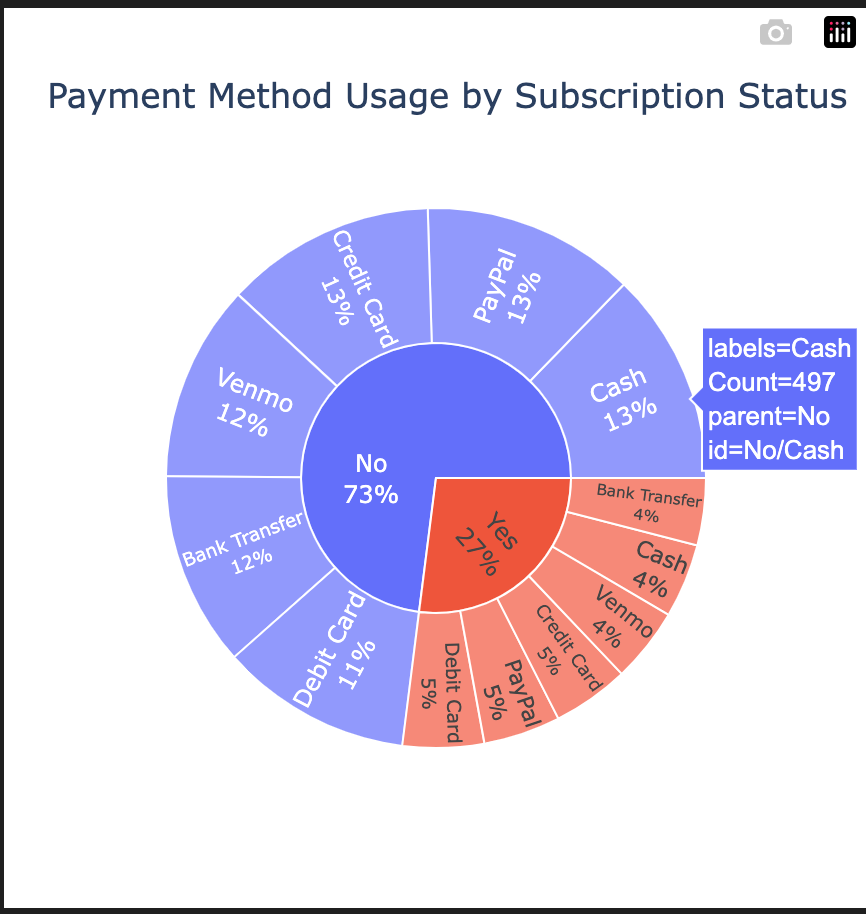 Payment Method Usage by Subscription Status
PayPal
13%
Credit Card
13%
Cash
13%
labels=Cash
Count=497
parent=No
id=No/Cash
Venmo
12%
No
73%
Bank Transfer
12%
Debit Card
11%
Yes
27%
Bank Transfer
4%
Cash
4%
Venmo
4%
Credit Card
5%
PayPal
5%
Debit Card
5%